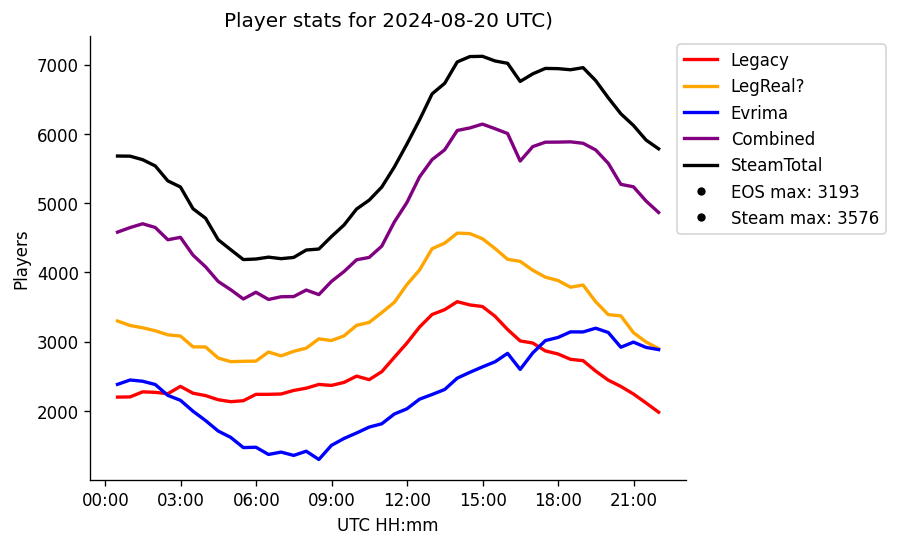 Player stats for 2024-08-20 UTC)
Legacy
LegReal?
Evrima
Combined
SteamTotal
EOS max: 3193
Steam max: 3576
7000
6000
5000
4000
3000
2000
Players
00:00 03:00 06:00 09:00 12:00 15:00 18:00 21:00
UTC HH:mm